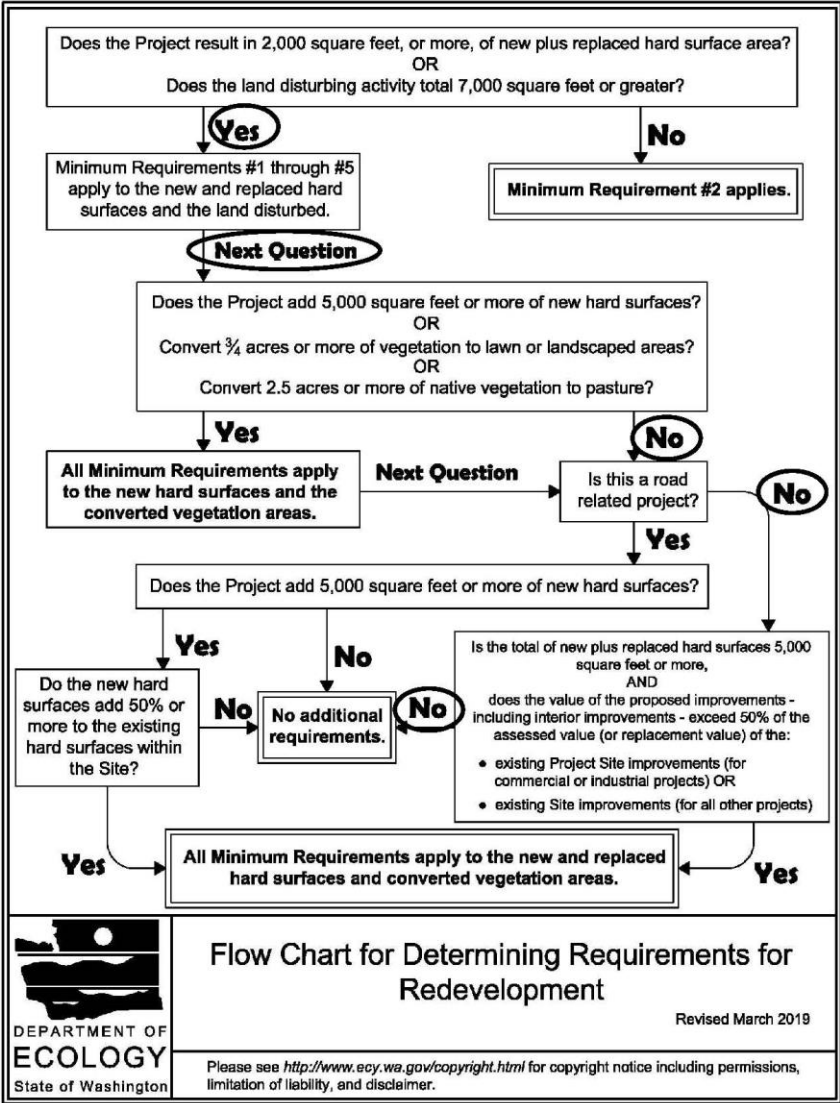 Does the Project result in 2,000 square feet, or more, of new plus replaced hard surface area?
OR
Does the land disturbing activity total 7,000 square feet or greater?
Yes
No
Minimum Requirements #1 through #5
apply to the new and replaced hard
surfaces and the land disturbed.
Minimum Requirement #2 applies.
Next Question
Does the Project add 5,000 square feet or more of new hard surfaces?
OR
Convert ¾ acres or more of vegetation to lawn or landscaped areas?
OR
Convert 2.5 acres or more of native vegetation to pasture?
Yes
No
All Minimum Requirements apply
to the new hard surfaces and the
converted vegetation areas.
Next Question
Is this a road
related project?
No
Yes
Does the Project add 5,000 square feet or more of new hard surfaces?
Yes
No
Do the new hard
surfaces add 50% or
more to the existing
hard surfaces within
the Site?
No
No additional
requirements.
No
Is the total of new plus replaced hard surfaces 5,000
square feet or more,
AND
does the value of the proposed improvements -
including interior improvements - exceed 50% of the
assessed value (or replacement value) of the:
• existing Project Site improvements (for
commercial or industrial projects) OR
• existing Site improvements (for all other projects)
Yes
All Minimum Requirements apply to the new and replaced
hard surfaces and converted vegetation areas.
Yes
DEPARTMENT OF
ECOLOGY
State of Washington
Flow Chart for Determining Requirements for
Redevelopment
Revised March 2019
Please see http://www.ecy.wa.gov/copyright.html for copyright notice including permissions,
limitation of liability, and disclaimer.